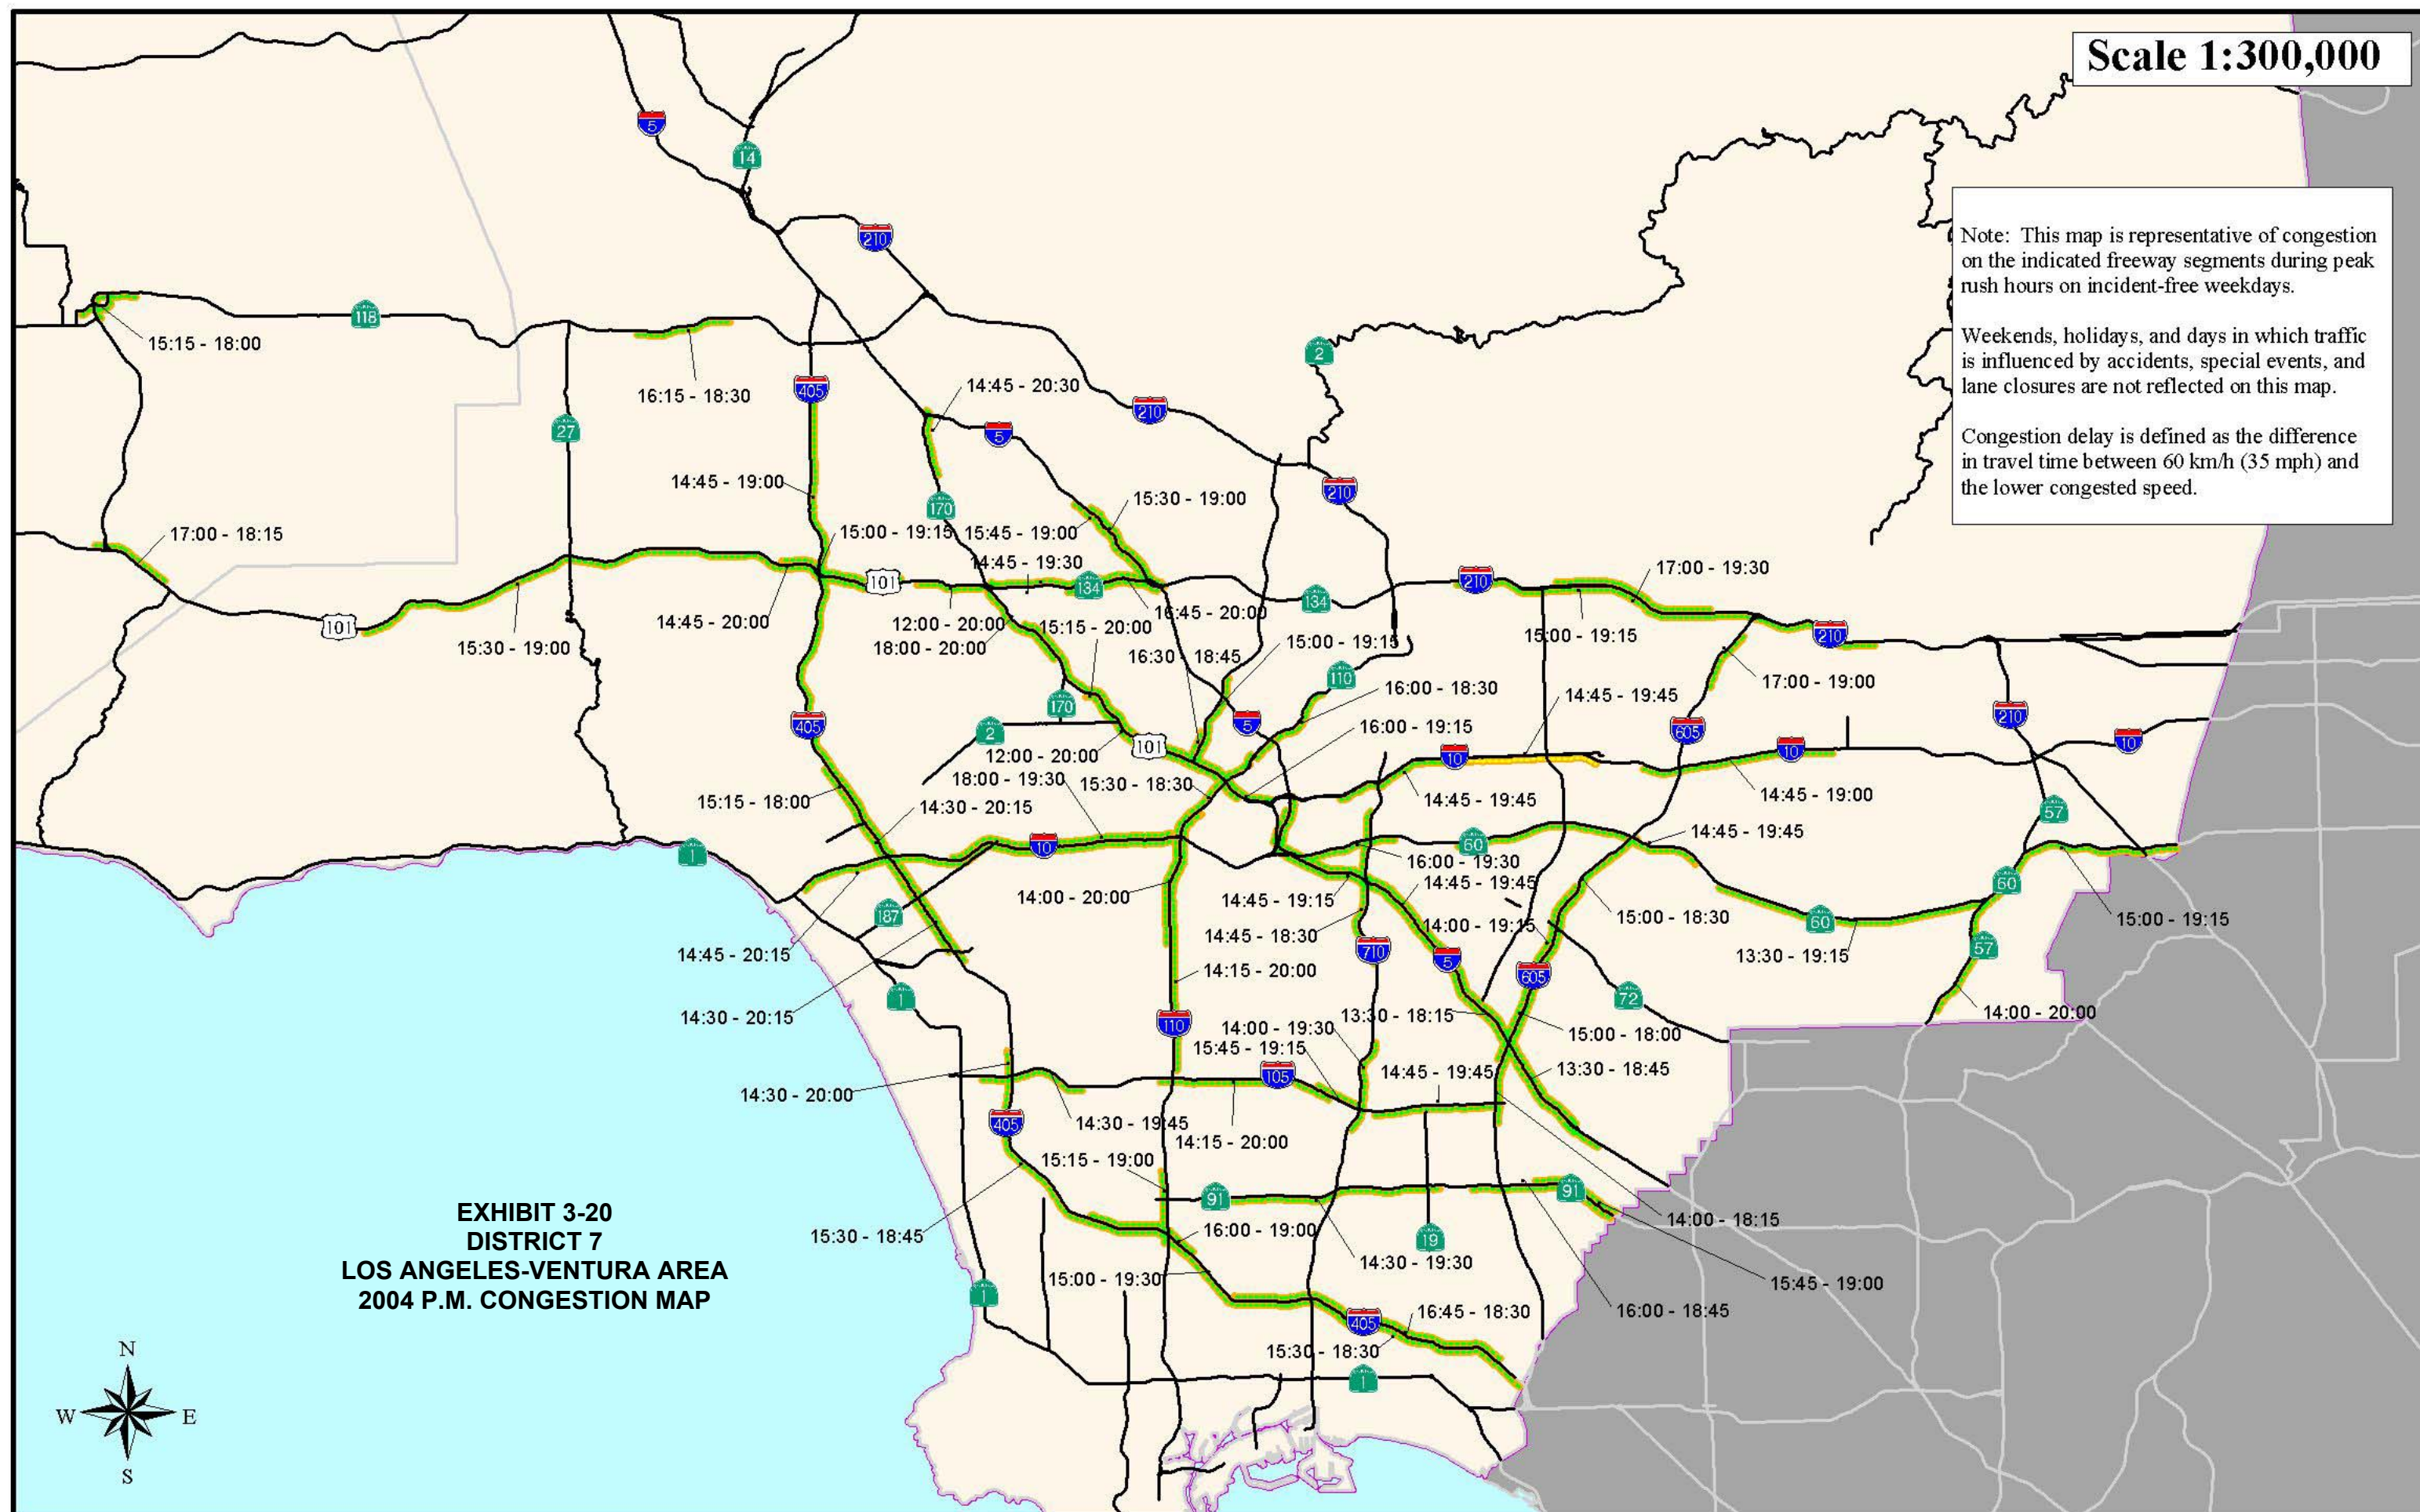 Scale 1:300,000
5
14
Note: This map is representative of congestion
on the indicated freeway segments during peak
rush hours on incident-free weekdays.
Weekends, holidays, and days in which traffic
is influenced by accidents, special events, and
lane closures are not reflected on this map.
Congestion delay is defined as the difference
in travel time between 60 km/h (35 mph) and
the lower congested speed.
210
118
15:15 - 18:00
2
16:15 - 18:30
405
14:45 - 20:30
210
27
5
14:45 - 19:00
170
210
15:30 - 19:00
17:00 - 18:15
15:00 - 19:15
15:45 - 19:00
14:45 - 19:30
101
134
210
17:00 - 19:30
134
16:45 - 20:00
101
14:45 - 20:00
12:00 - 20:00
15:15 - 20:00
15:00 - 19:15
210
15:30 - 19:00
18:00 - 20:00
16:30 - 18:45
15:00 - 19:15
110
16:00 - 18:30
14:45 - 19:45
17:00 - 19:00
170
405
2
5
16:00 - 19:15
605
210
101
12:00 - 20:00
10
10
10
18:00 - 19:30
15:30 - 18:30
15:15 - 18:00
14:30 - 20:15
14:45 - 19:45
14:45 - 19:00
57
1
10
60
14:45 - 19:45
16:00 - 19:30
14:45 - 19:45
60
14:00 - 20:00
14:45 - 19:15
187
14:00 - 19:15
15:00 - 18:30
60
15:00 - 19:15
14:45 - 18:30
14:45 - 20:15
710
5
57
13:30 - 19:15
14:15 - 20:00
605
1
72
14:30 - 20:15
110
14:00 - 19:30
13:30 - 18:15
14:00 - 20:00
15:00 - 18:00
15:45 - 19:15
105
14:45 - 19:45
13:30 - 18:45
14:30 - 20:00
405
14:30 - 19:45
14:15 - 20:00
15:15 - 19:00
91
91
EXHIBIT 3-20
DISTRICT 7
LOS ANGELES-VENTURA AREA
2004 P.M. CONGESTION MAP
15:30 - 18:45
16:00 - 19:00
19
14:00 - 18:15
14:30 - 19:30
15:00 - 19:30
15:45 - 19:00
1
16:45 - 18:30
16:00 - 18:45
405
15:30 - 18:30
1
N
W
E
S